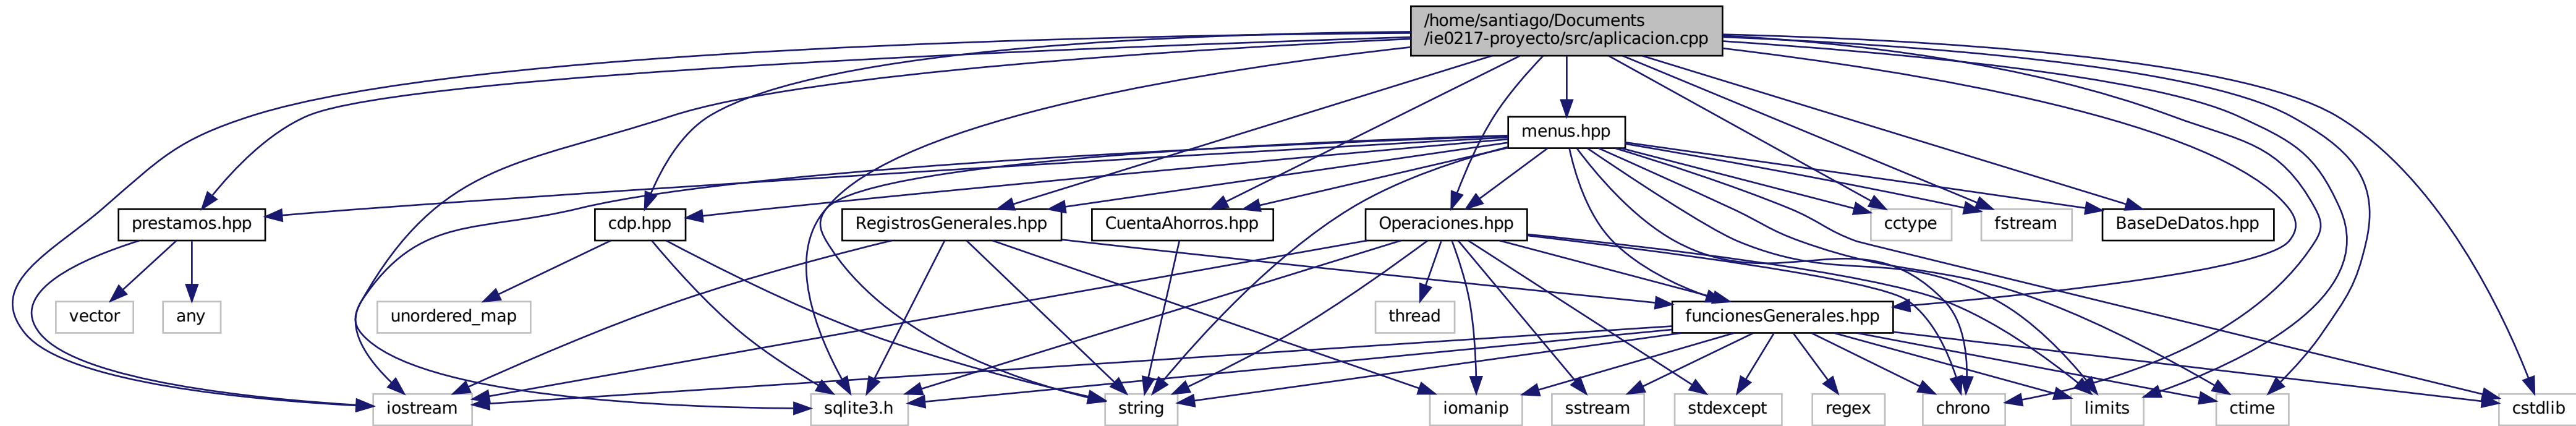 /home/santiago/Documents
/ie0217-proyecto/src/aplicacion.cpp
menus.hpp
prestamos.hpp
cdp.hpp
RegistrosGenerales.hpp
CuentaAhorros.hpp
Operaciones.hpp
cctype
fstream
BaseDeDatos.hpp
vector
any
unordered_map
thread
funcionesGenerales.hpp
iostream
sqlite3.h
string
iomanip
sstream
stdexcept
regex
chrono
limits
ctime
cstdlib